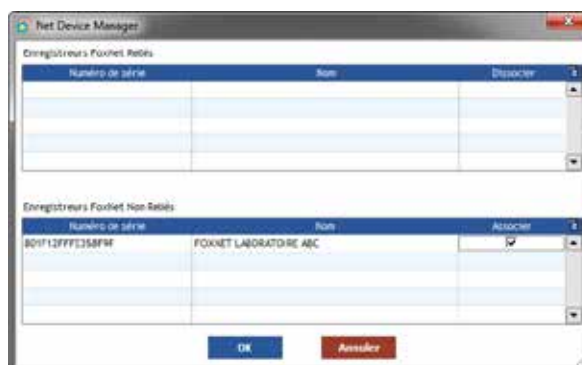 Net Device Manager
Enregistreurs FoxNet Reliés
Numéro de série Nom Dissocier
Enregistreurs FoxNet Non Reliés
Numéro de série Nom Associer
FOXNET LABORATOIRE ABC
OK Annuler